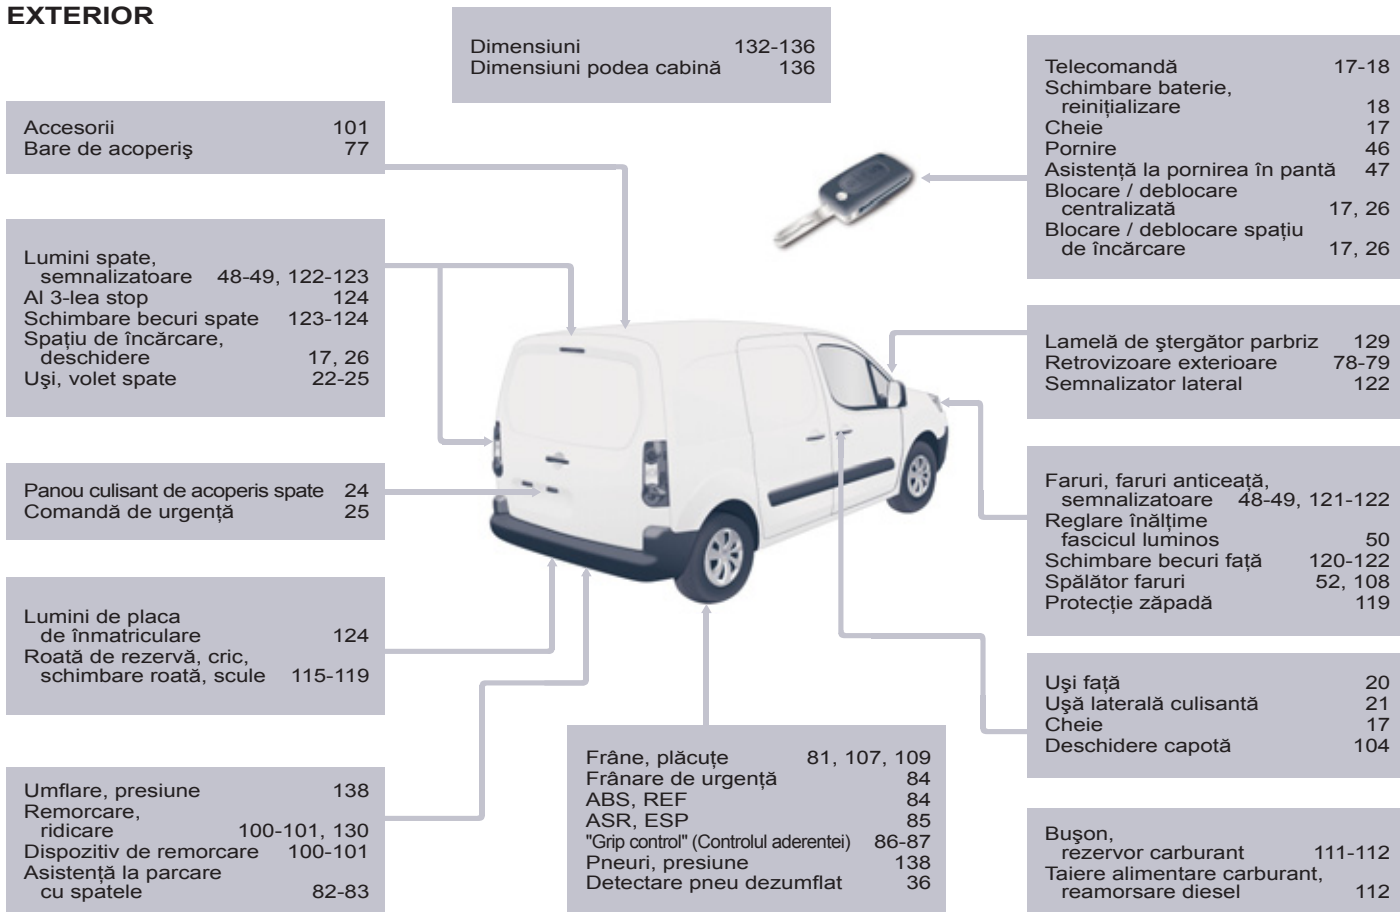 EXTERIOR
Dimensiuni 132-136
Dimensiuni podea cabină 136
Accesorii 101
Bare de acoperiş 77
Lumini spate,
semnalizatoare 48-49, 122-123
Al 3-lea stop 124
Schimbare becuri spate 123-124
Spaţiu de încărcare,
deschidere 17, 26
Uşi, volet spate 22-25
Panou culisant de acoperis spate 24
Comandă de urgenţă 25
Lumini de placa
de înmatriculare 124
Roată de rezervă, cric,
schimbare roată, scule 115-119
Umflare, presiune 138
Remorcare,
ridicare 100-101, 130
Dispozitiv de remorcare 100-101
Asistenţă la parcare
cu spatele 82-83
Frâne, plăcuţe 81, 107, 109
Frânare de urgenţă 84
ABS, REF 84
ASR, ESP 85
"Grip control" (Controlul aderentei) 86-87
Pneuri, presiune 138
Detectare pneu dezumflat 36
Telecomandă 17-18
Schimbare baterie,
reiniţializare 18
Cheie 17
Pornire 46
Asistenţă la pornirea în pantă 47
Blocare / deblocare
centralizată 17, 26
Blocare / deblocare spaţiu
de încărcare 17, 26
Lamelă de ştergător parbriz 129
Retrovizoare exterioare 78-79
Semnalizator lateral 122
Faruri, faruri anticeaţă,
semnalizatoare 48-49, 121-122
Reglare înălţime
fascicul luminos 50
Schimbare becuri faţă 120-122
Spălător faruri 52, 108
Protecţie zăpadă 119
Uşi faţă 20
Uşă laterală culisantă 21
Cheie 17
Deschidere capotă 104
Buşon,
rezervor carburant 111-112
Taiere alimentare carburant,
reamorsare diesel 112